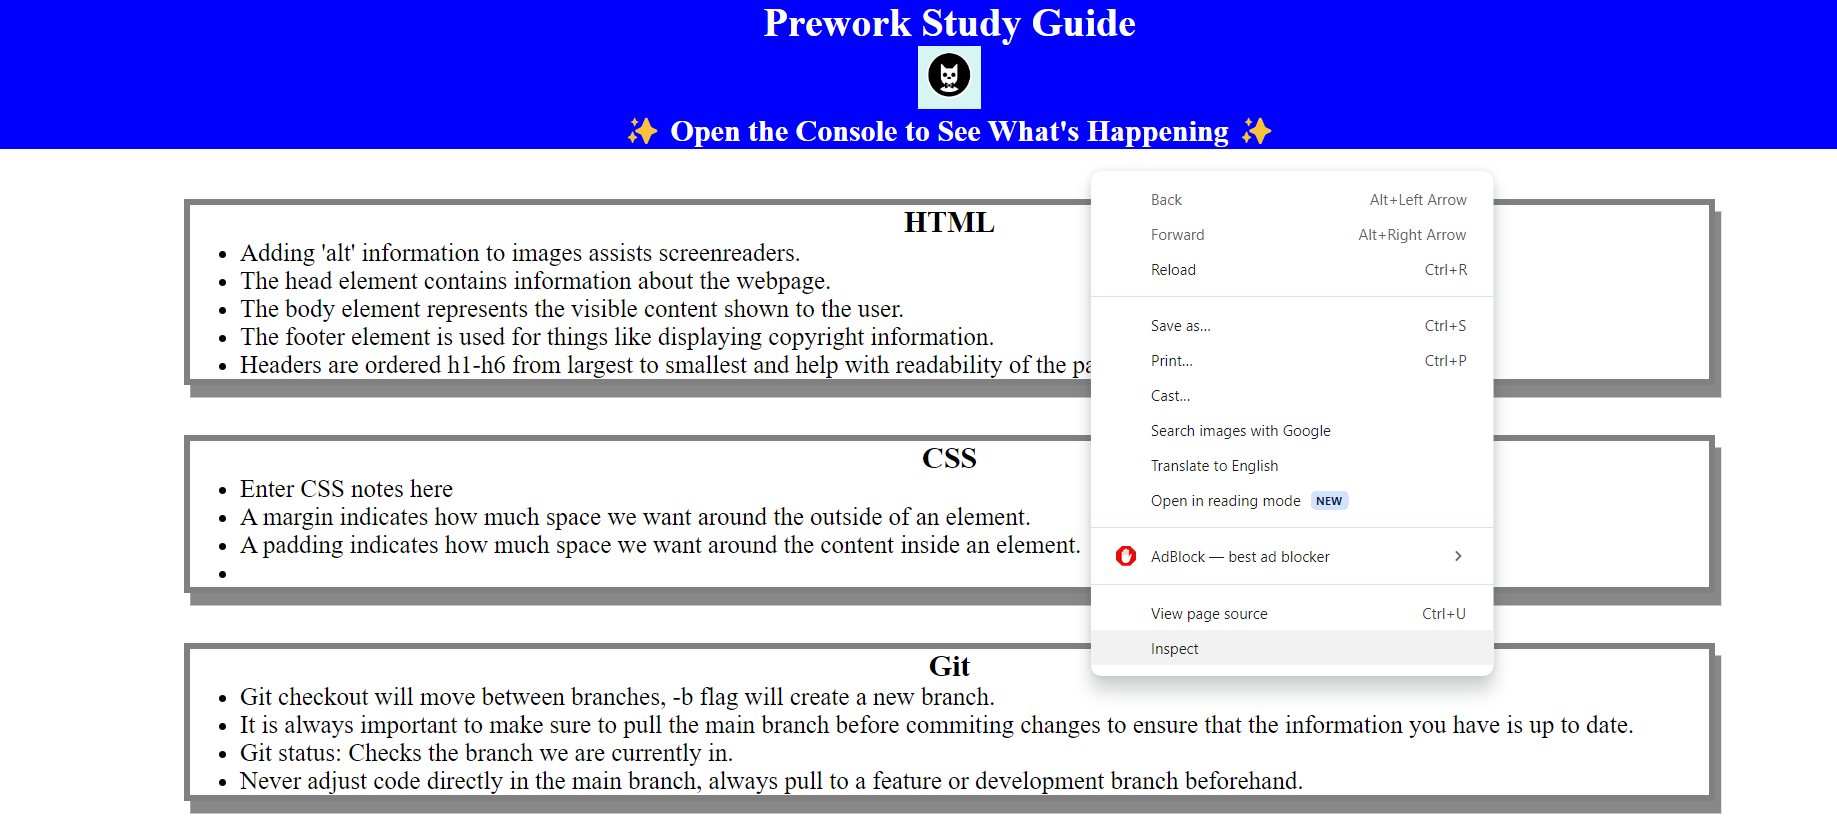 Prework Study Guide
✨ Open the Console to See What's Happening ✨
HTML
• Adding 'alt' information to images assists screenreaders.
• The head element contains information about the webpage.
• The body element represents the visible content shown to the user.
• The footer element is used for things like displaying copyright information.
• Headers are ordered h1-h6 from largest to smallest and help with readability of the
CSS
• Enter CSS notes here
• A margin indicates how much space we want around the outside of an element.
• A padding indicates how much space we want around the content inside an element.
•
Git
• Git checkout will move between branches, -b flag will create a new branch.
• It is always important to make sure to pull the main branch before commiting changes to ensure that the information you have is up to date.
• Git status: Checks the branch we are currently in.
• Never adjust code directly in the main branch, always pull to a feature or development branch beforehand.
Back Alt+Left Arrow
Forward Alt+Right Arrow
Reload Ctrl+R
Save as... Ctrl+S
Print... Ctrl+P
Cast...
Search images with Google
Translate to English
Open in reading mode NEW
AdBlock — best ad blocker
View page source Ctrl+U
Inspect